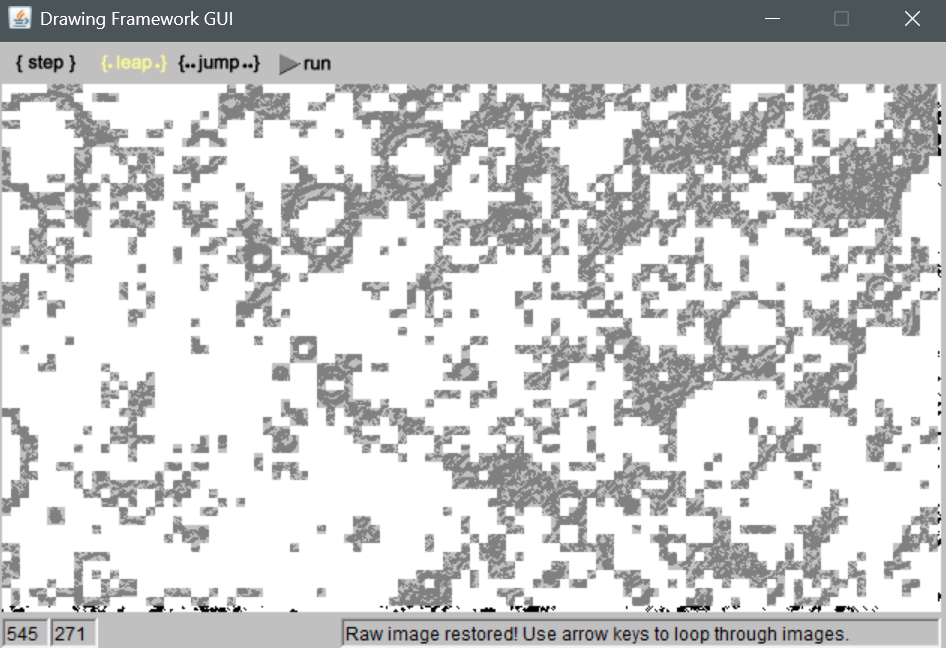 Drawing Framework GUI
{ step } {.leap.} {..jump..} run
545 271 Raw image restored! Use arrow keys to loop through images.